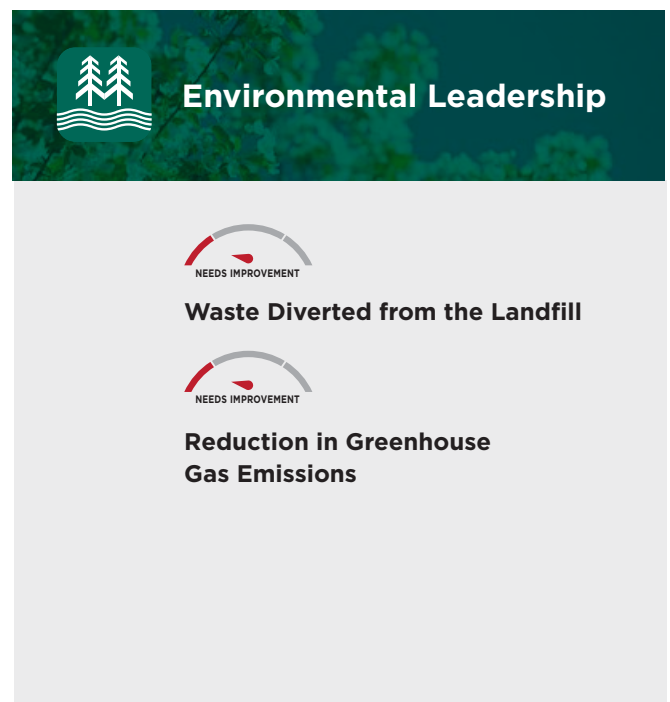 Environmental Leadership
NEEDS IMPROVEMENT
Waste Diverted from the Landfill
NEEDS IMPROVEMENT
Reduction in Greenhouse
Gas Emissions